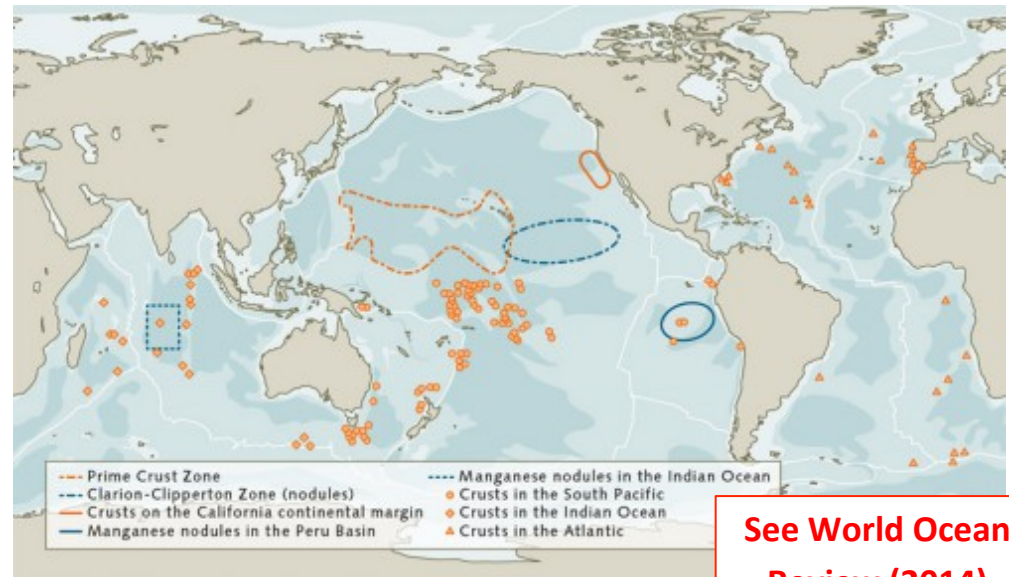 Prime Crust Zone
Clarion-Clipperton Zone (nodules)
Crusts on the California continental margin
Manganese nodules in the Peru Basin
Manganese nodules in the Indian Ocean
Crusts in the South Pacific
Crusts in the Indian Ocean
Crusts in the Atlantic
See World Ocean
Review (2014)